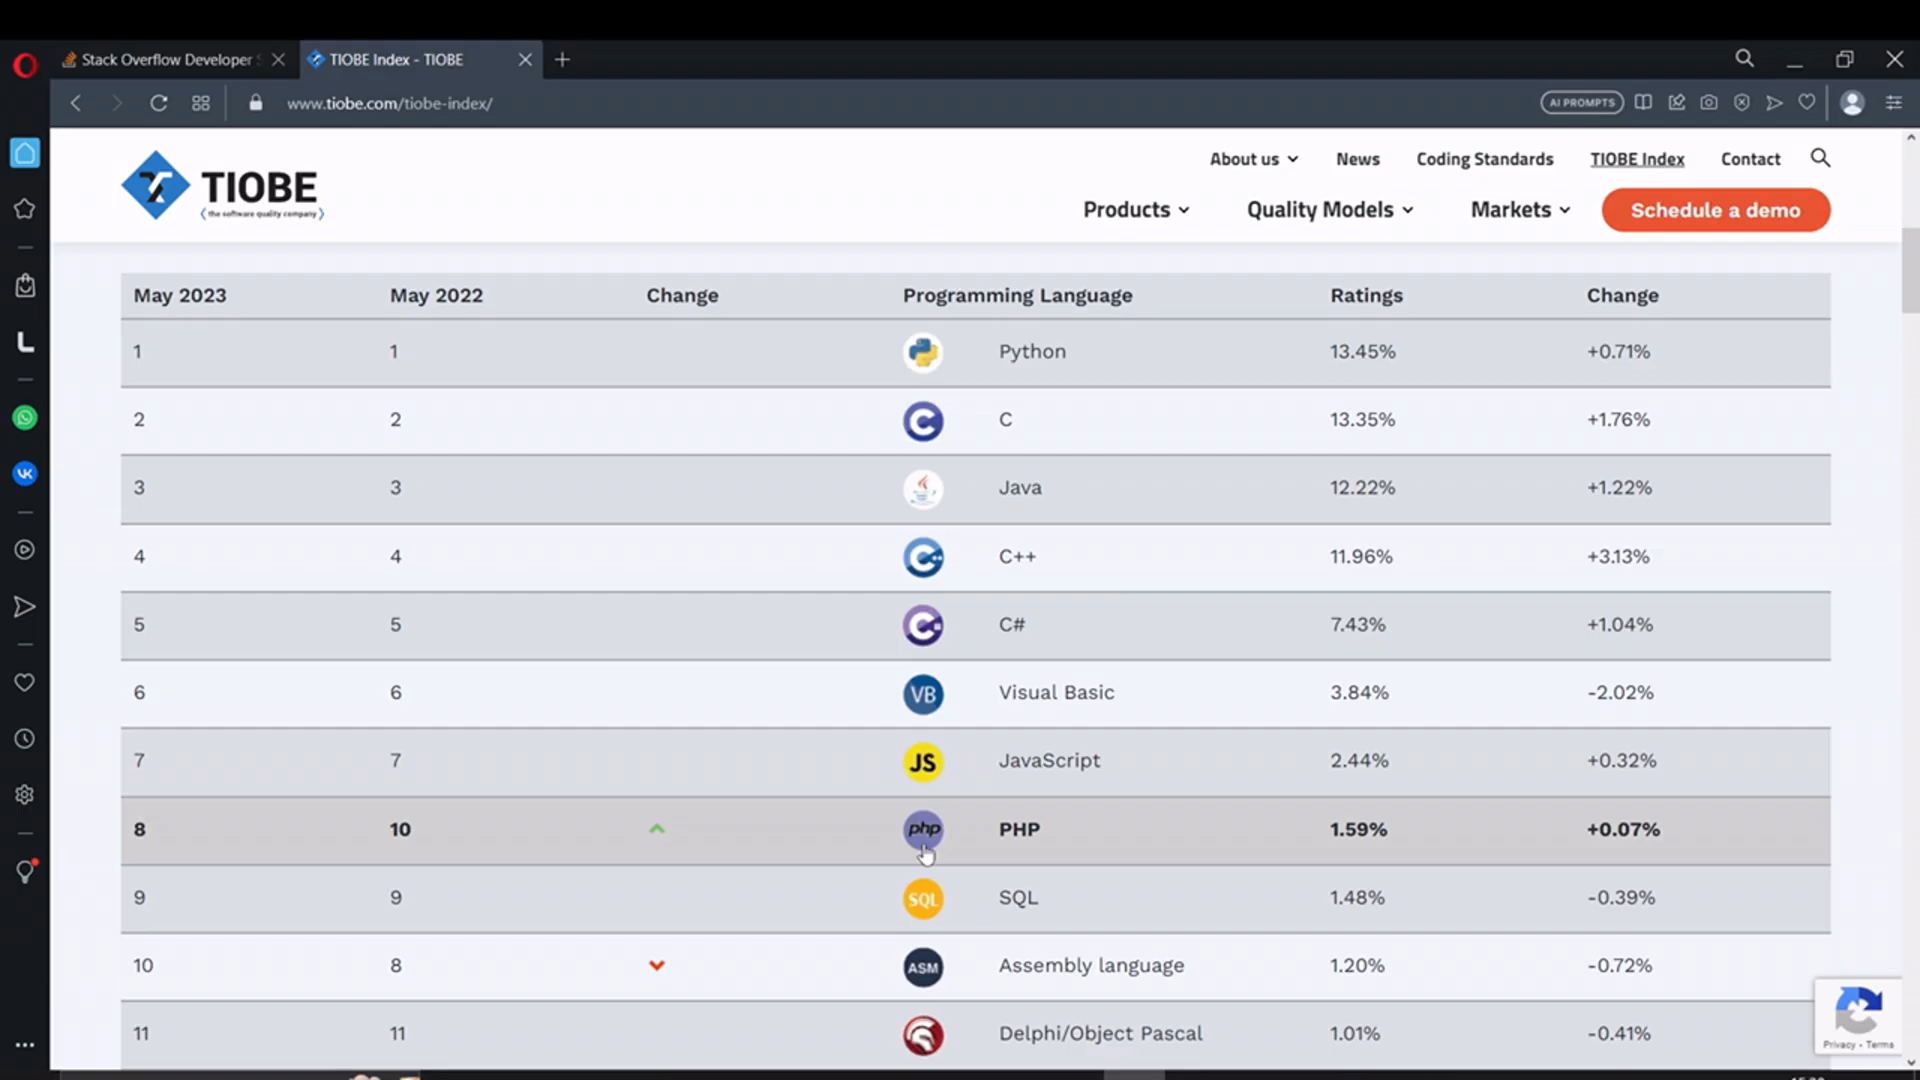 Stack Overflow Developer S
TIOBE Index - TIOBE
www.tiobe.com/tiobe-index/
AI PROMPTS
TIOBE
(the software quality company)
About us News Coding Standards TIOBE Index Contact
Products Quality Models Markets Schedule a demo
May 2023 May 2022 Change Programming Language Ratings Change
1 1 Python 13.45% +0.71%
2 2 C 13.35% +1.76%
3 3 Java 12.22% +1.22%
4 4 C++ 11.96% +3.13%
5 5 C# 7.43% +1.04%
6 6 VB Visual Basic 3.84% -2.02%
7 7 JS JavaScript 2.44% +0.32%
8 10 php PHP 1.59% +0.07%
9 9 SQL SQL 1.48% -0.39%
10 8 ASM Assembly language 1.20% -0.72%
11 11 Delphi/Object Pascal 1.01% -0.41%
Privacy - Terms